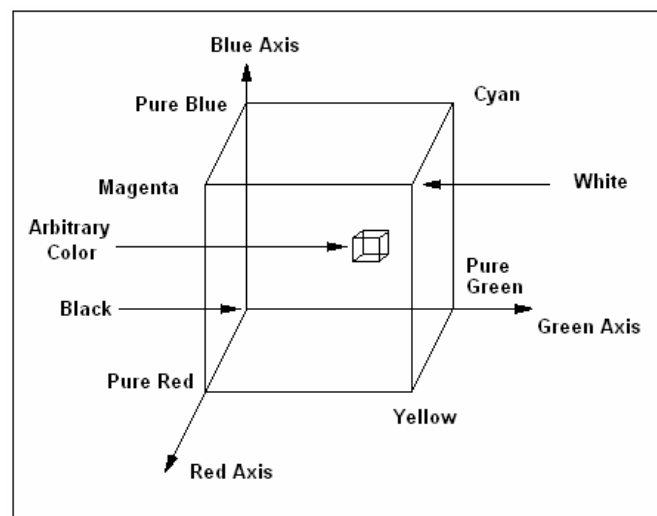 Blue Axis
Pure Blue
Cyan
Magenta
White
Arbitrary
Color
Pure
Green
Black
Green Axis
Pure Red
Yellow
Red Axis